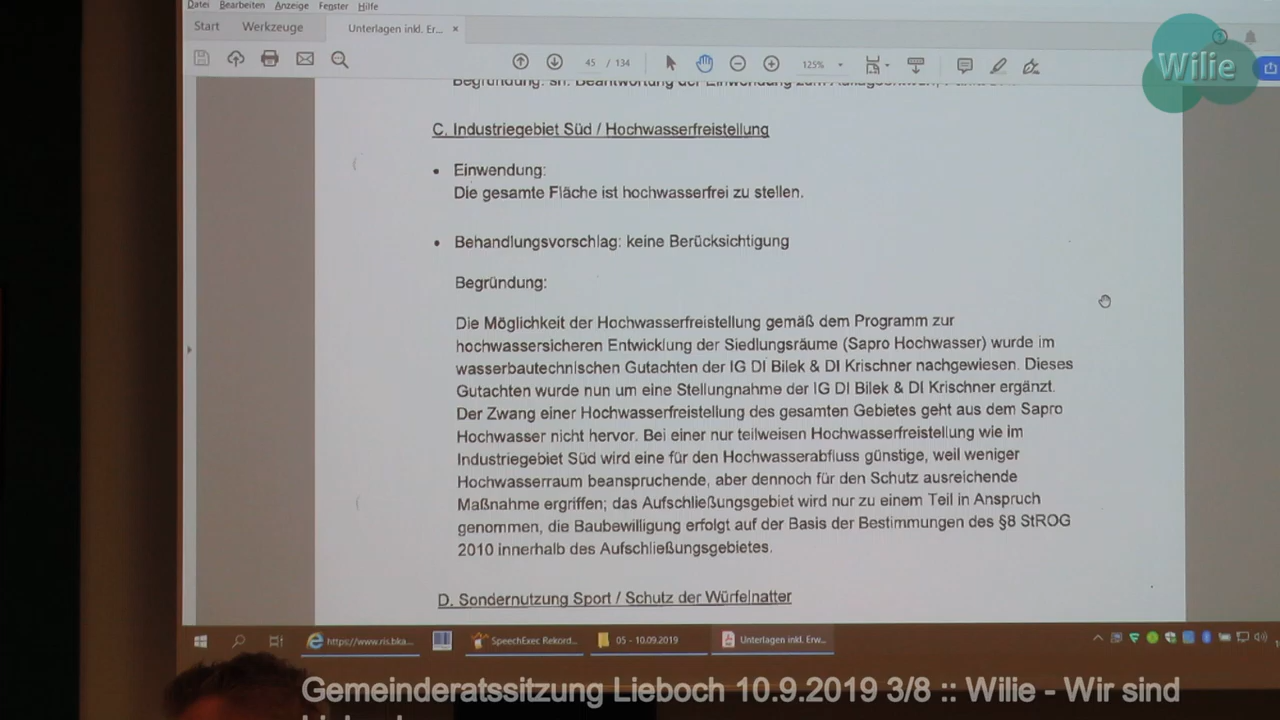 Datei Bearbeiten Anzeige Fenster Hilfe
Start Werkzeuge Unterlagen inkl. Er... ×
45 / 134 125%
Wilie
C. Industriegebiet Süd / Hochwasserfreistellung
• Einwendung:
Die gesamte Fläche ist hochwasserfrei zu stellen.
• Behandlungsvorschlag: keine Berücksichtigung
Begründung:
Die Möglichkeit der Hochwasserfreistellung gemäß dem Programm zur
hochwassersicheren Entwicklung der Siedlungsräume (Sapro Hochwasser) wurde im
wasserbautechnischen Gutachten der IG DI Bilek & DI Krischner nachgewiesen. Dieses
Gutachten wurde nun um eine Stellungnahme der IG DI Bilek & DI Krischner ergänzt.
Der Zwang einer Hochwasserfreistellung des gesamten Gebietes geht aus dem Sapro
Hochwasser nicht hervor. Bei einer nur teilweisen Hochwasserfreistellung wie im
Industriegebiet Süd wird eine für den Hochwasserabfluss günstige, weil weniger
Hochwasserraum beanspruchende, aber dennoch für den Schutz ausreichende
Maßnahme ergriffen; das Aufschließungsgebiet wird nur zu einem Teil in Anspruch
genommen, die Baubewilligung erfolgt auf der Basis der Bestimmungen des §8 StROG
2010 innerhalb des Aufschließungsgebietes.
D. Sondernutzung Sport / Schutz der Würfelnatter
https://www.ris.bka... SpeechExec Rekord... 05 - 10.09.2019 Unterlagen inkl. Erw...
Gemeinderatssitzung Lieboch 10.9.2019 3/8 :: Wilie - Wir sind